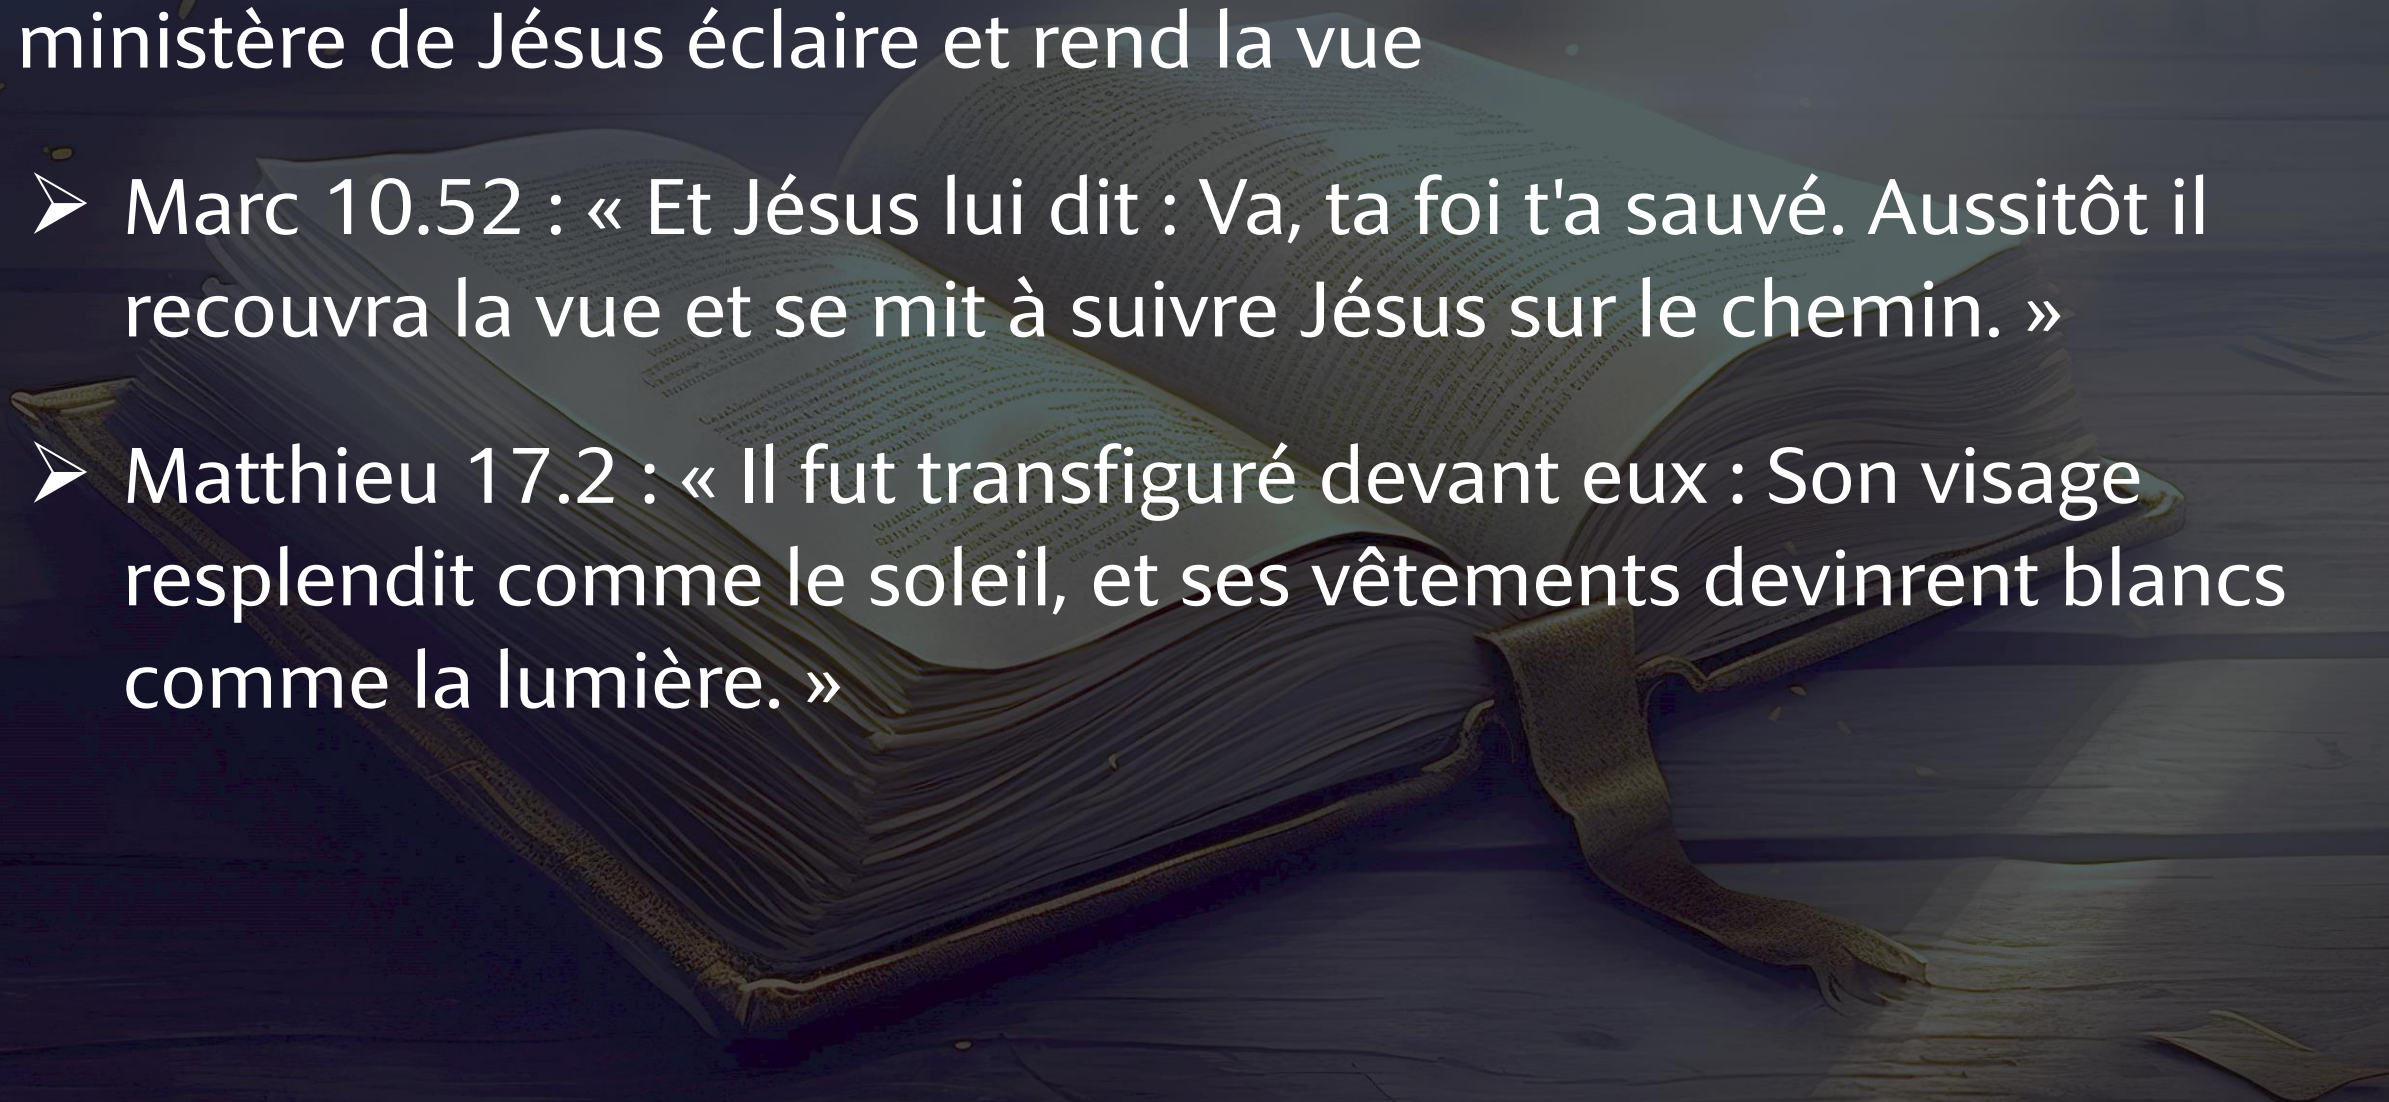 ministère de Jésus éclaire et rend la vue
➢ Marc 10.52 : « Et Jésus lui dit : Va, ta foi t'a sauvé. Aussitôt il
recouvra la vue et se mit à suivre Jésus sur le chemin. »
➢ Matthieu 17.2 : « Il fut transfiguré devant eux : Son visage
resplendit comme le soleil, et ses vêtements devinrent blancs
comme la lumière. »